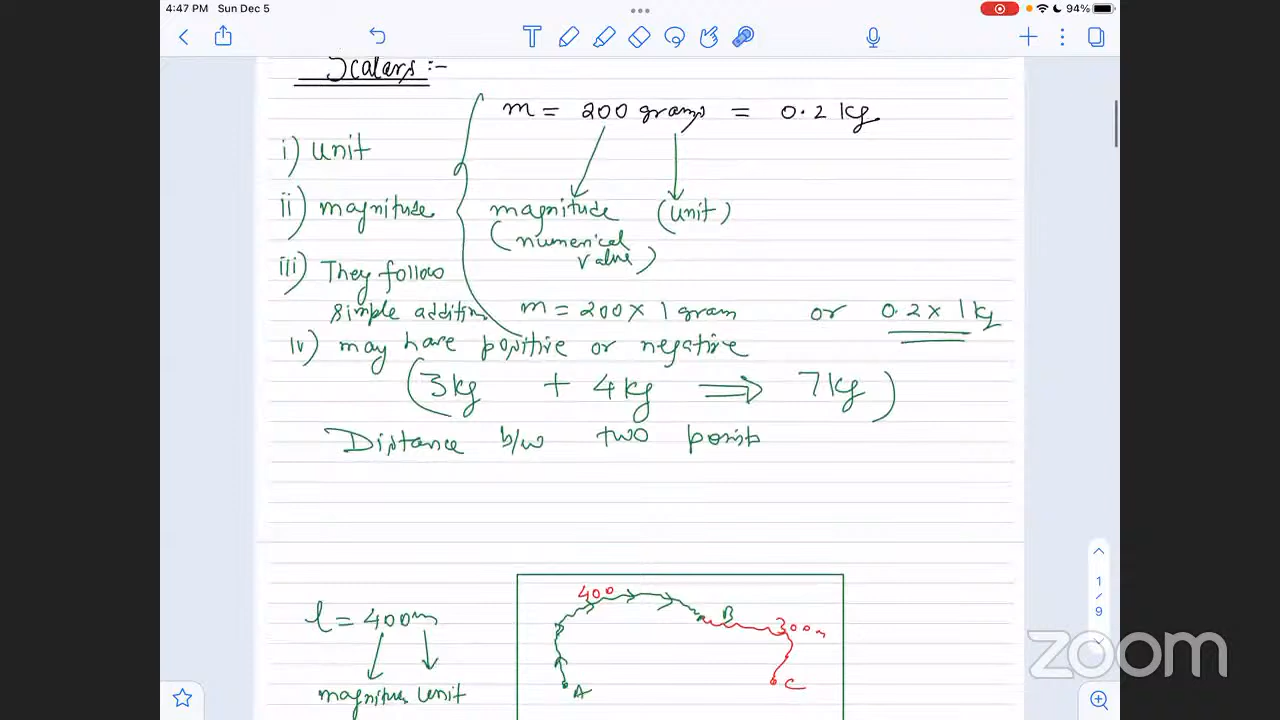 4:47 PM Sun Dec 5
94%
Scalars :-
m = 200 grams = 0.2 kg
i) Unit
ii) magnitude
magnitude (Unit)
(numerical value)
iii) They follow
simple addition
m = 200 × 1 gram or 0.2 × 1 kg
iv) may have positive or negative
(3kg + 4kg ⇒ 7kg)
Distance b/w two points
1/9
l = 400m
magnitude Unit
400
B
300m
A
C
zoom